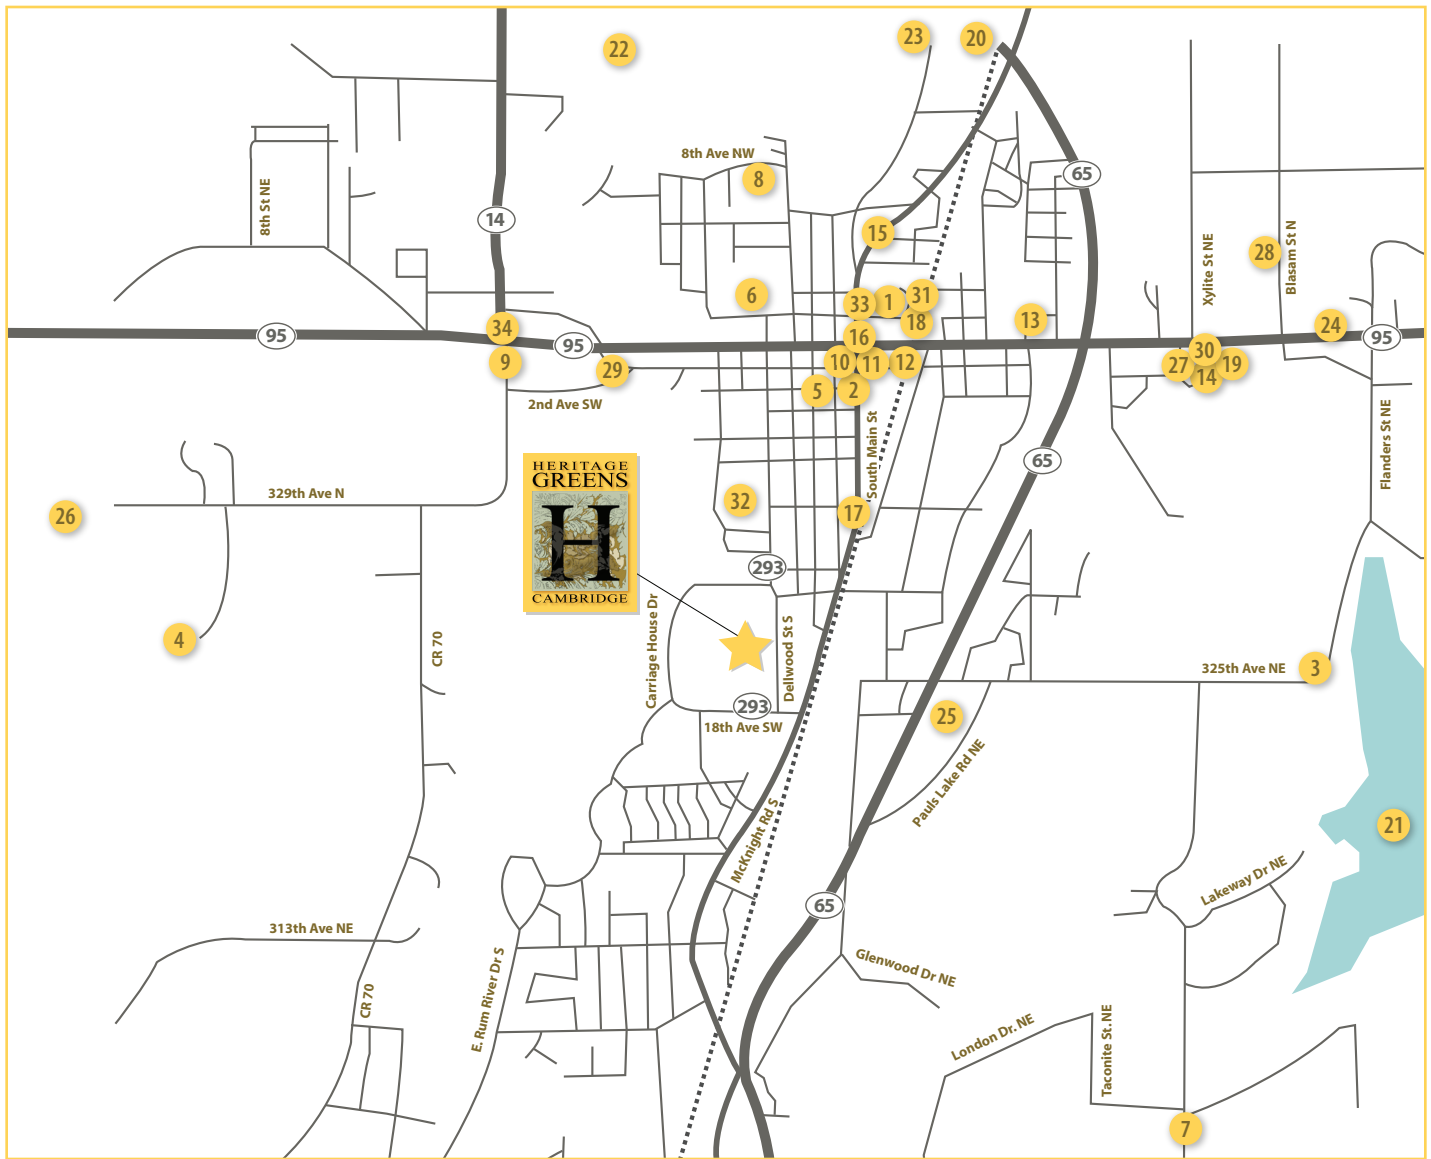 22
23
20
8th Ave NW
8
65
8th St NE
14
15
Xylite St NE
28
Blasam St N
6
33
1
31
18
13
34
95
95
16
24
95
9
29
10
11
12
30
27
19
14
5
2
2nd Ave SW
South Main St
Flanders St NE
65
HERITAGE
GREENS
H
CAMBRIDGE
329th Ave N
26
32
17
293
4
CR 70
Carriage House Dr
Dellwood St S
325th Ave NE
3
293
18th Ave SW
25
Pauls Lake Rd NE
21
McKnight Rd S
Lakeway Dr NE
65
313th Ave NE
CR 70
E. Rum River Dr S
Glenwood Dr NE
London Dr. NE
Taconite St. NE
7